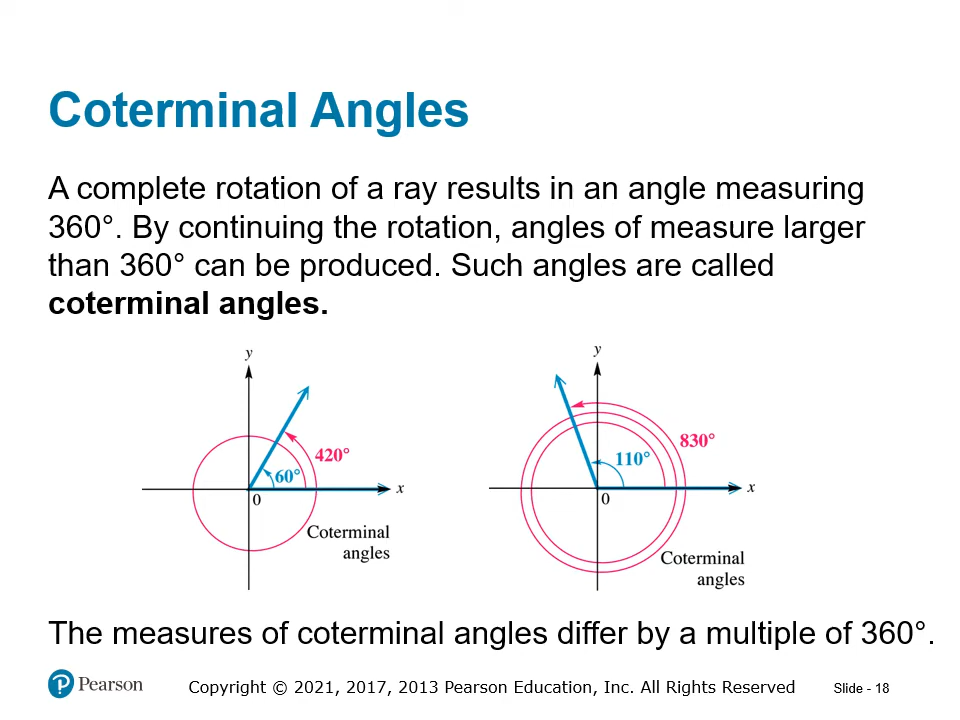 Coterminal Angles
A complete rotation of a ray results in an angle measuring
360°. By continuing the rotation, angles of measure larger
than 360° can be produced. Such angles are called
coterminal angles.
y
420°
60°
x
0
Coterminal
angles
y
830°
110°
x
0
Coterminal
angles
The measures of coterminal angles differ by a multiple of 360°.
P Pearson
Copyright © 2021, 2017, 2013 Pearson Education, Inc. All Rights Reserved
Slide - 18